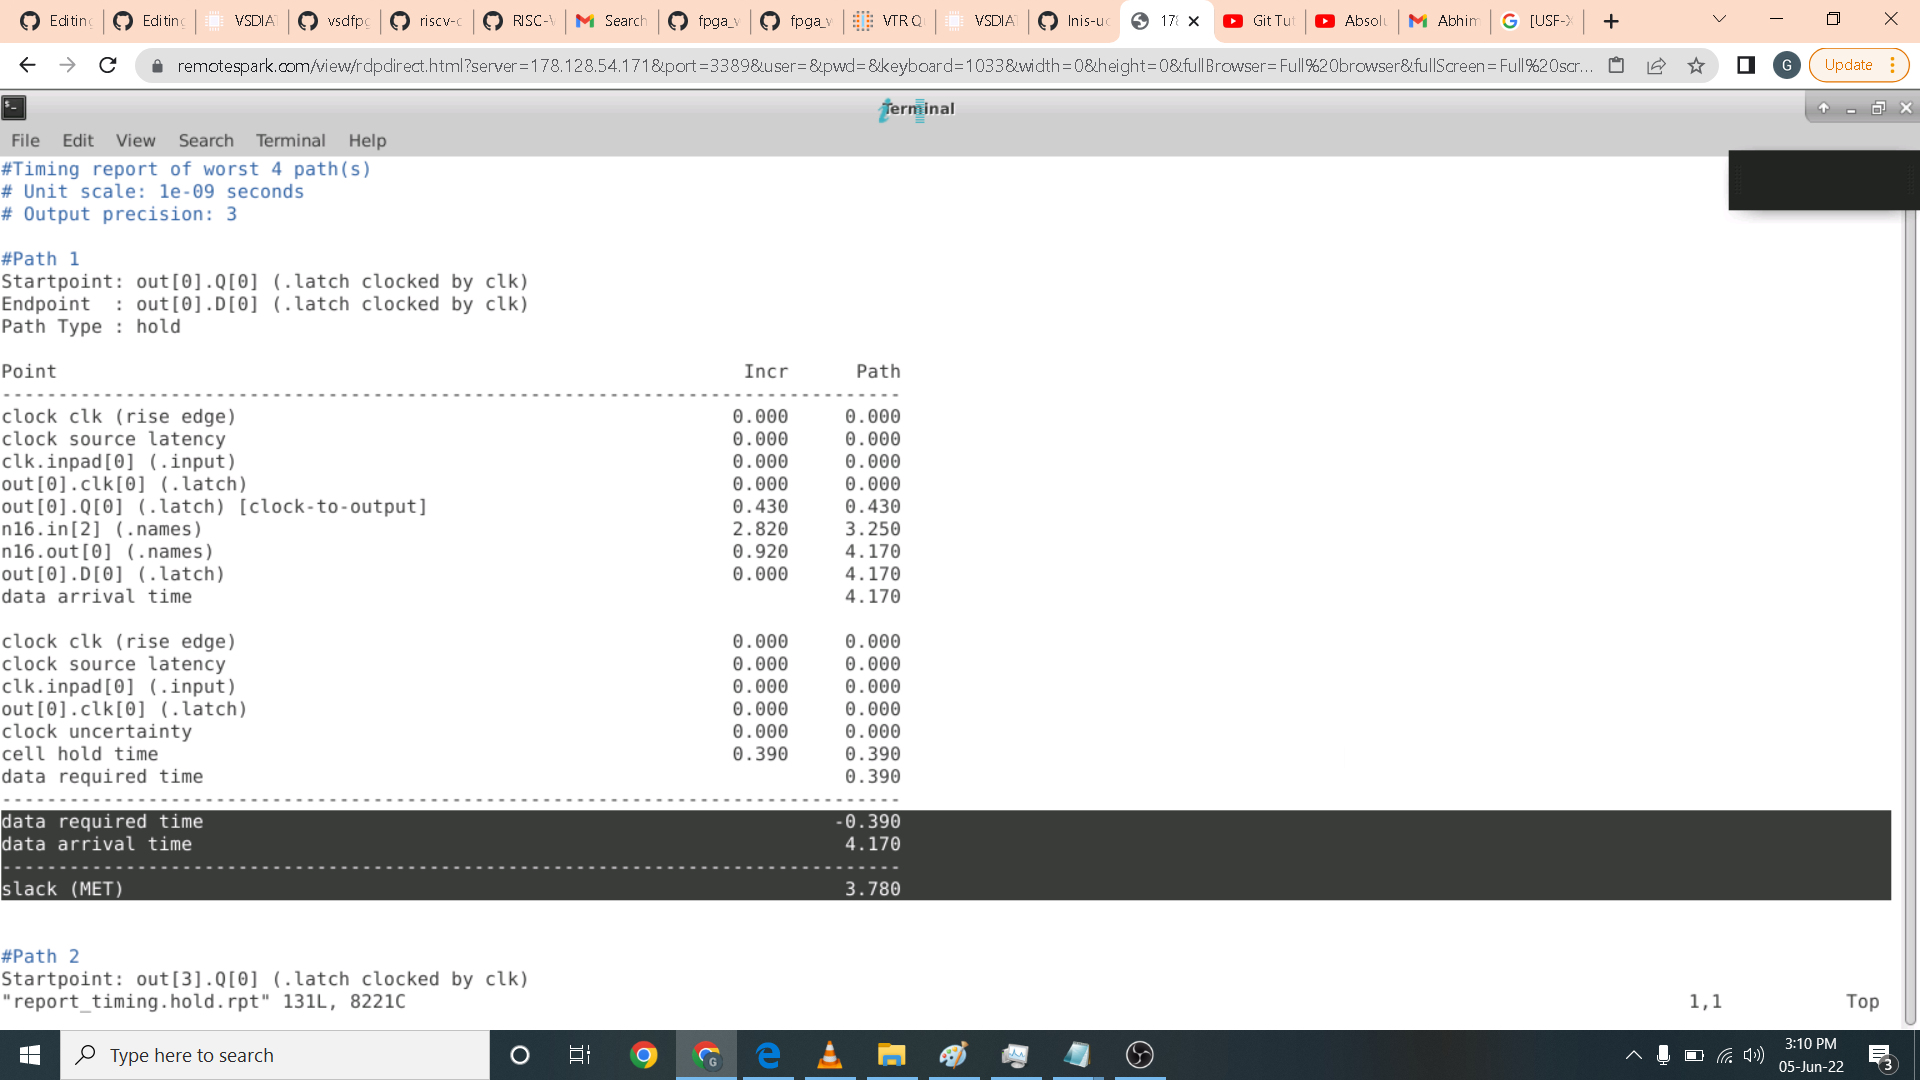 Editing
Editing
VSDIA
vsdfpg
riscv-c
RISC-V
Search
fpga_v
fpga_v
VTR Q
VSDIA
lnis-uc
178
Git Tut
Absolu
Abhim
[USF-X
remotespark.com/view/rdpdirect.html?server=178.128.54.171&port=3389&user=&pwd=&keyboard=1033&width=0&height=0&fullBrowser=Full%20browser&fullScreen=Full%20scr...
G
Update
Terminal
File Edit View Search Terminal Help
#Timing report of worst 4 path(s)
# Unit scale: 1e-09 seconds
# Output precision: 3
#Path 1
Startpoint: out[0].Q[0] (.latch clocked by clk)
Endpoint  : out[0].D[0] (.latch clocked by clk)
Path Type : hold
Point Incr Path
--------------------------------------------------------------------------------
clock clk (rise edge) 0.000 0.000
clock source latency 0.000 0.000
clk.inpad[0] (.input) 0.000 0.000
out[0].clk[0] (.latch) 0.000 0.000
out[0].Q[0] (.latch) [clock-to-output] 0.430 0.430
n16.in[2] (.names) 2.820 3.250
n16.out[0] (.names) 0.920 4.170
out[0].D[0] (.latch) 0.000 4.170
data arrival time 4.170
clock clk (rise edge) 0.000 0.000
clock source latency 0.000 0.000
clk.inpad[0] (.input) 0.000 0.000
out[0].clk[0] (.latch) 0.000 0.000
clock uncertainty 0.000 0.000
cell hold time 0.390 0.390
data required time 0.390
--------------------------------------------------------------------------------
data required time -0.390
data arrival time 4.170
--------------------------------------------------------------------------------
slack (MET) 3.780
#Path 2
Startpoint: out[3].Q[0] (.latch clocked by clk)
"report_timing.hold.rpt" 131L, 8221C 1,1 Top
Type here to search
G
3:10 PM
05-Jun-22
3